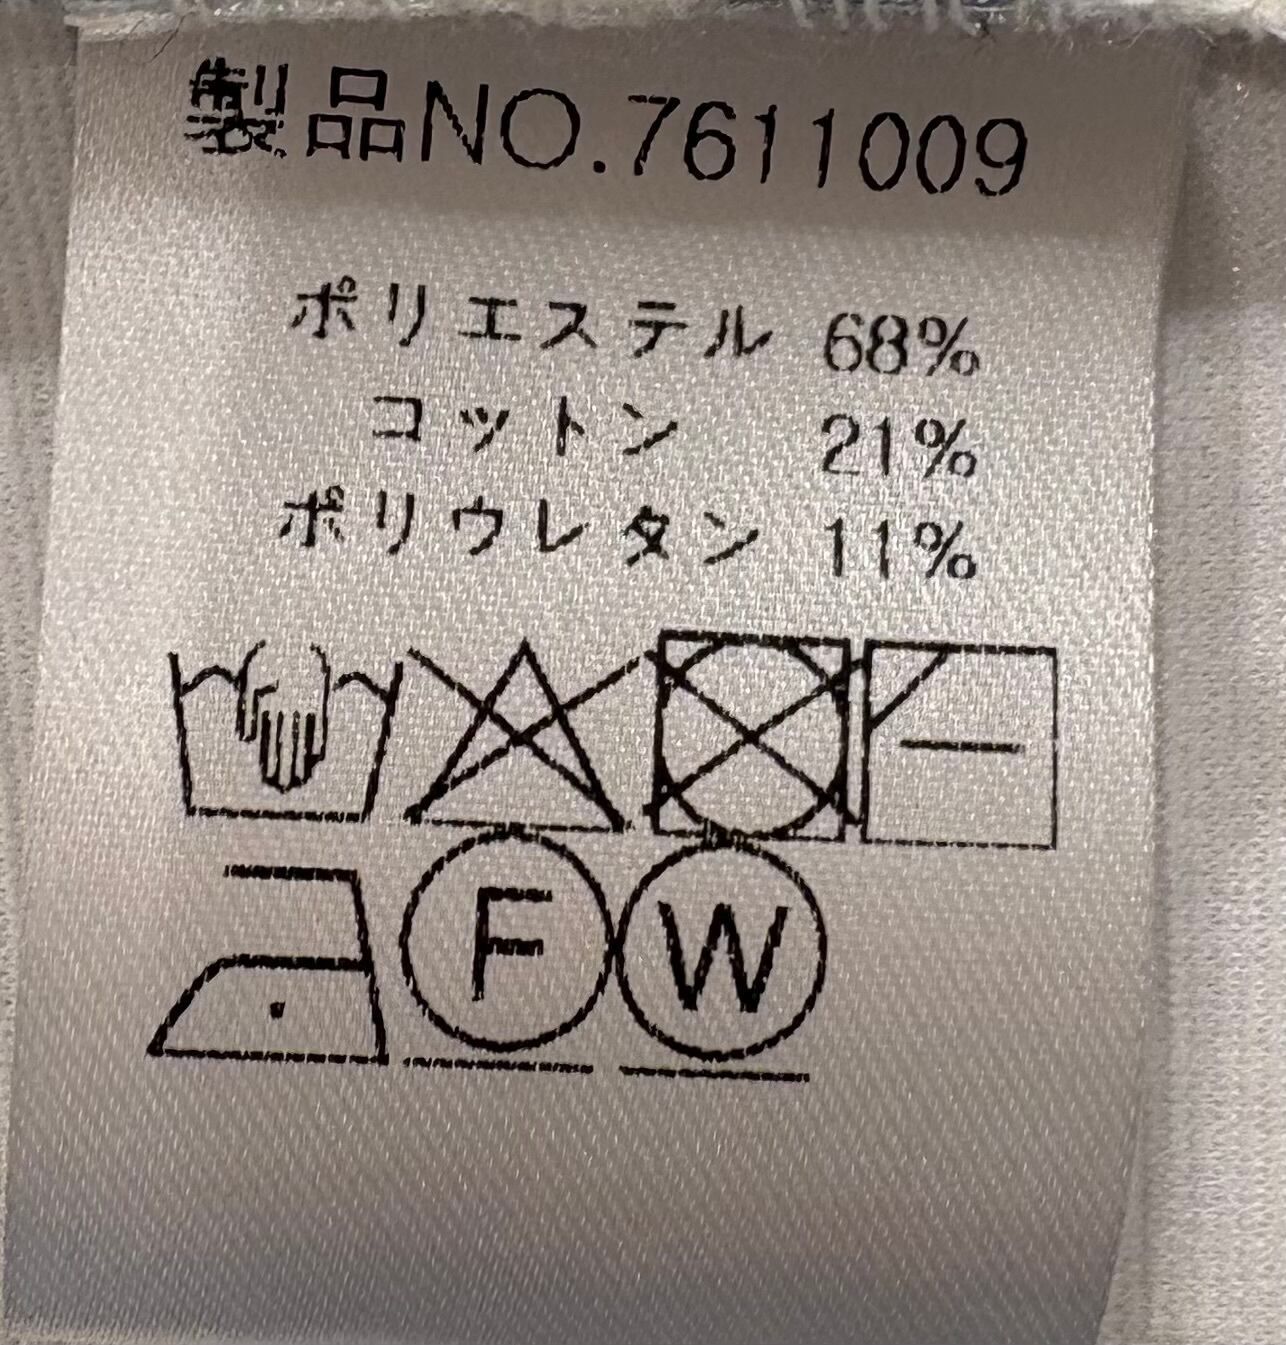 製品NO.7611009
ポリエステル 68%
コットン 21%
ポリウレタン 11%
F W